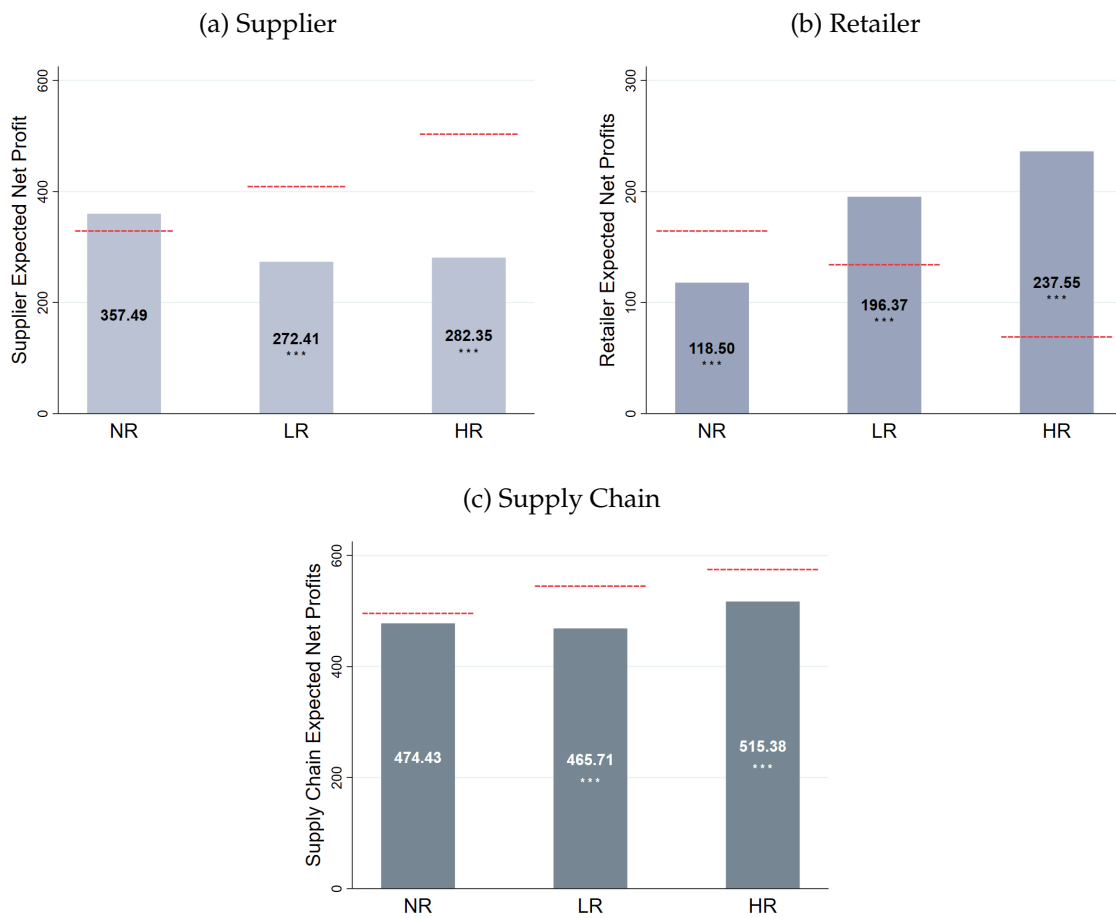 (a) Supplier
Supplier Expected Net Profit
600
400
200
0
357.49
272.41
***
282.35
***
NR
LR
HR
(b) Retailer
Retailer Expected Net Profits
300
200
100
0
118.50
***
196.37
***
237.55
***
NR
LR
HR
(c) Supply Chain
Supply Chain Expected Net Profits
600
400
200
0
474.43
465.71
***
515.38
***
NR
LR
HR